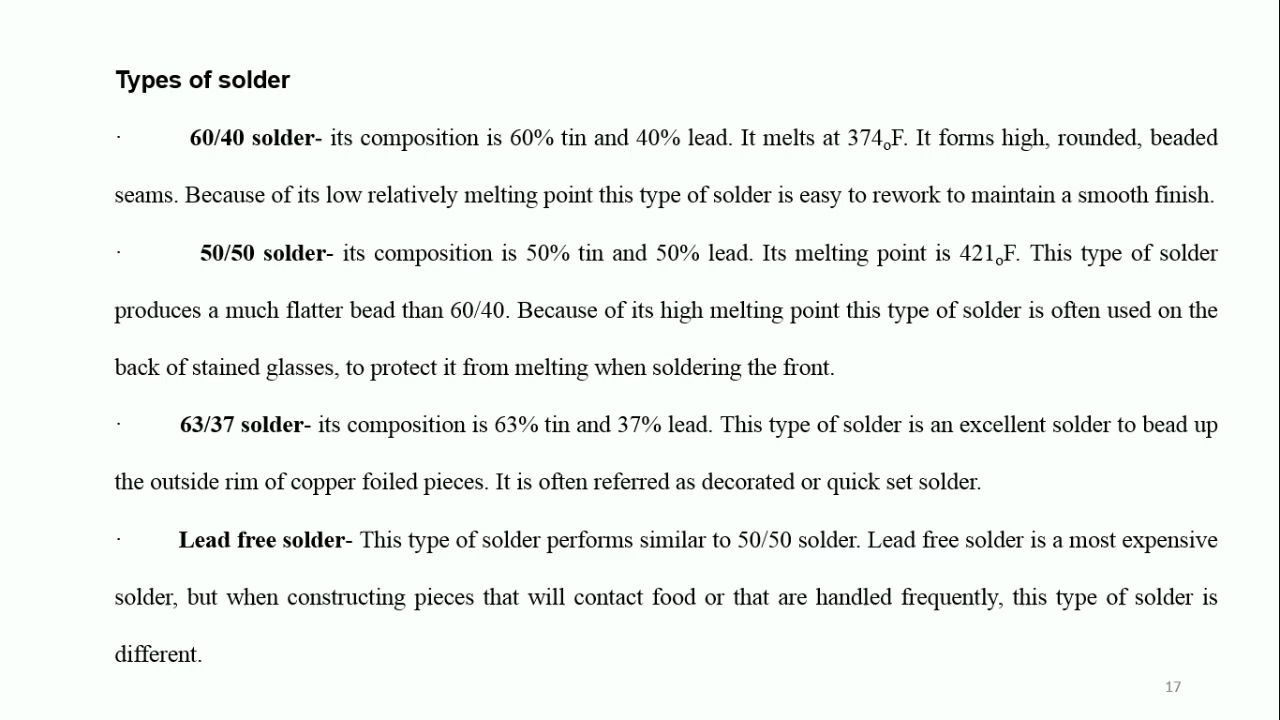 Types of solder
· 60/40 solder- its composition is 60% tin and 40% lead. It melts at 374oF. It forms high, rounded, beaded
seams. Because of its low relatively melting point this type of solder is easy to rework to maintain a smooth finish.
· 50/50 solder- its composition is 50% tin and 50% lead. Its melting point is 421oF. This type of solder
produces a much flatter bead than 60/40. Because of its high melting point this type of solder is often used on the
back of stained glasses, to protect it from melting when soldering the front.
· 63/37 solder- its composition is 63% tin and 37% lead. This type of solder is an excellent solder to bead up
the outside rim of copper foiled pieces. It is often referred as decorated or quick set solder.
· Lead free solder- This type of solder performs similar to 50/50 solder. Lead free solder is a most expensive
solder, but when constructing pieces that will contact food or that are handled frequently, this type of solder is
different.
17